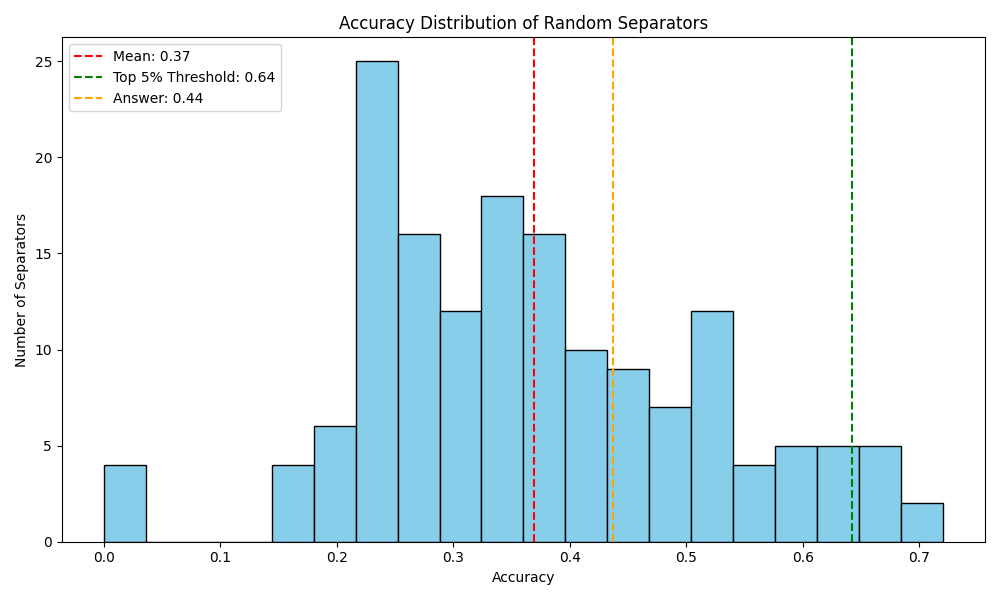 Accuracy Distribution of Random Separators
Mean: 0.37
Top 5% Threshold: 0.64
Answer: 0.44
Number of Separators
25
20
15
10
5
0
0.0 0.1 0.2 0.3 0.4 0.5 0.6 0.7
Accuracy